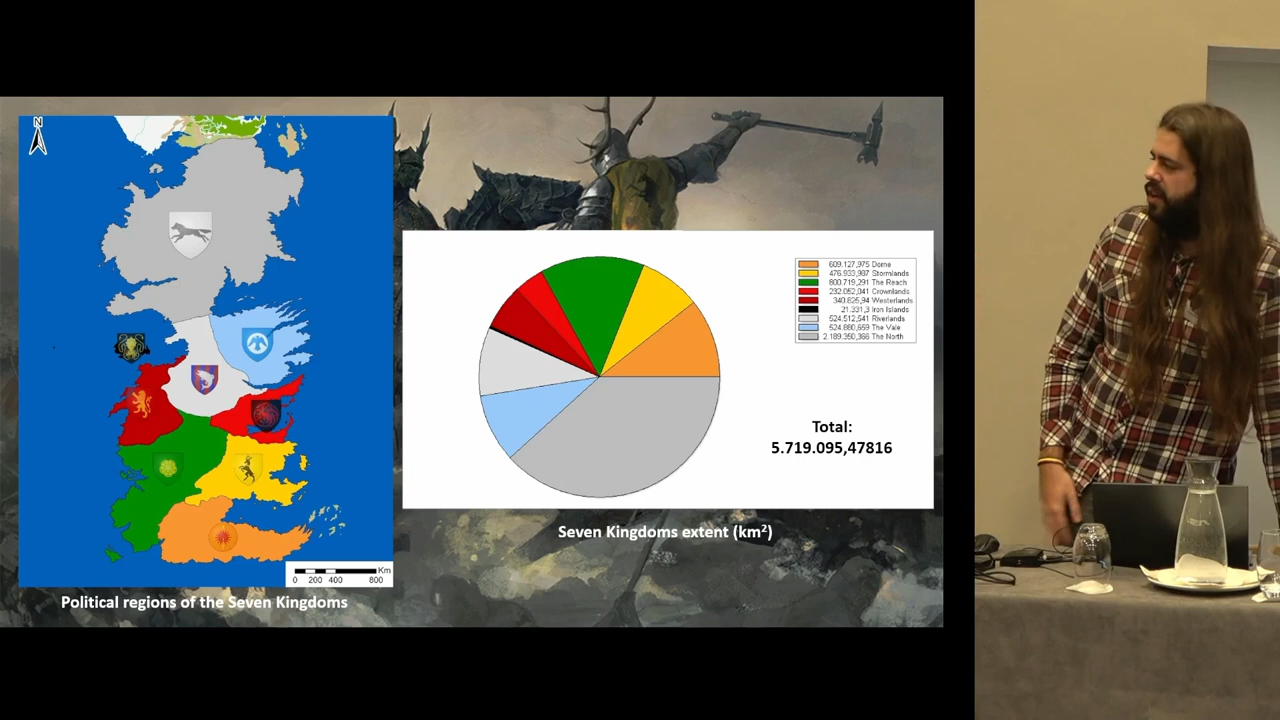 N
Km
0 200 400 800
Political regions of the Seven Kingdoms
609.127,975 Dorne
476.933,987 Stormlands
800.719,291 The Reach
232.052,041 Crownlands
340.825,94 Westerlands
21.331,3 Iron Islands
524.512,541 Riverlands
524.880,659 The Vale
2.189.350,366 The North
Total:
5.719.095,47816
Seven Kingdoms extent (km²)